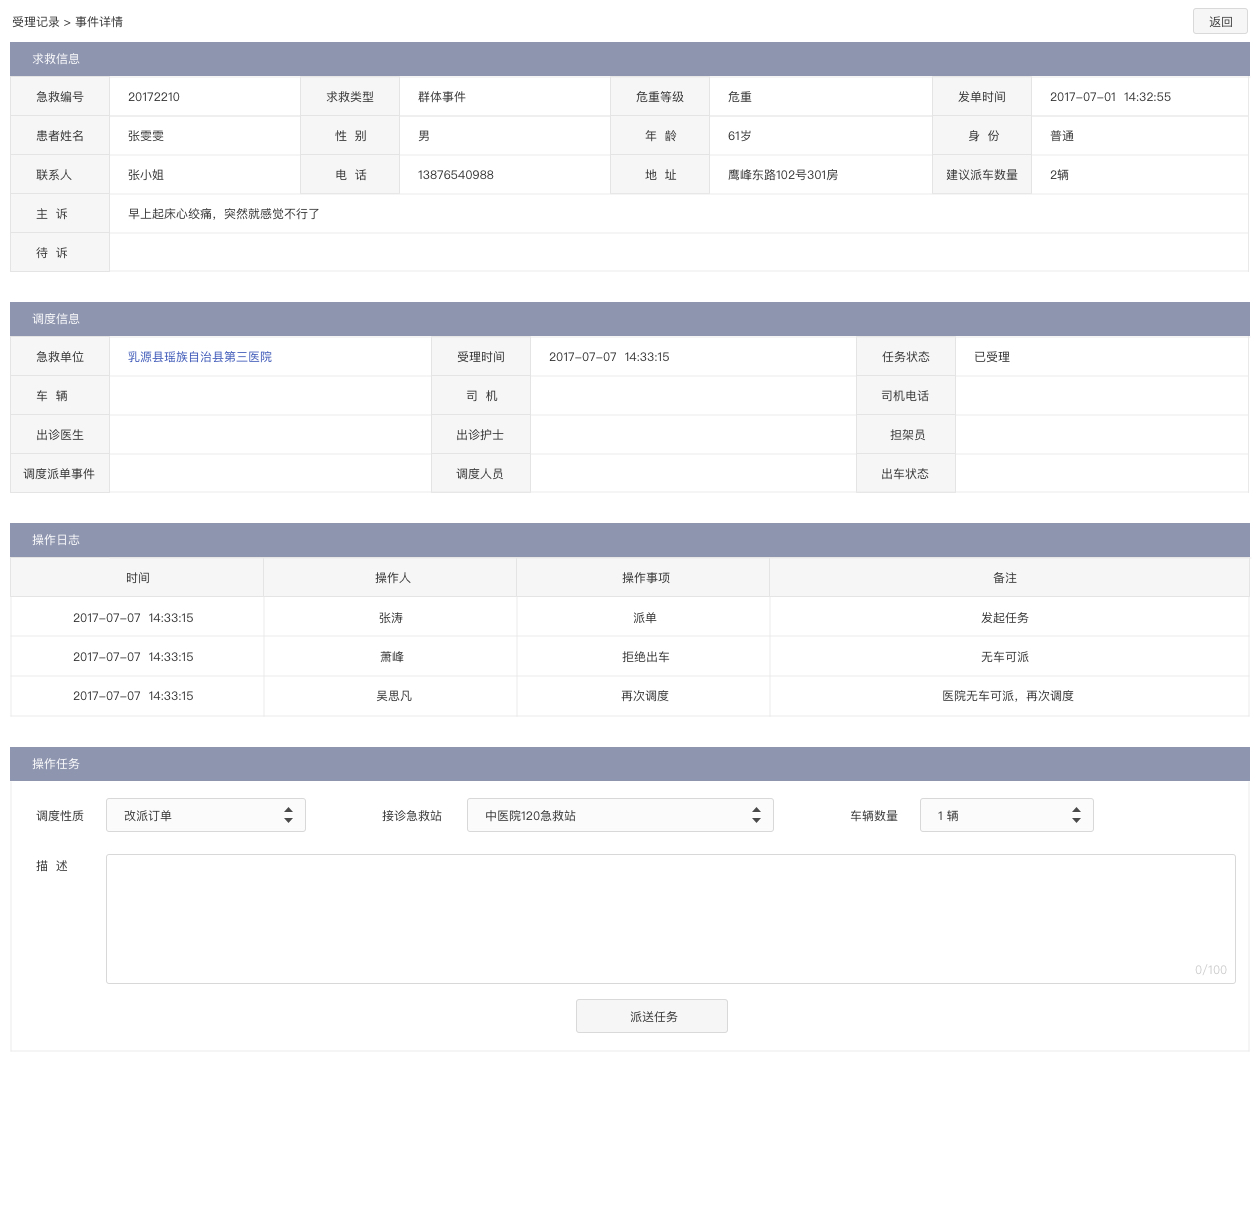 受理记录 > 事件详情 返回
求救信息
急救编号 20172210 求救类型 群体事件 危重等级 危重 发单时间 2017-07-01 14:32:55
患者姓名 张雯雯 性 别 男 年 龄 61岁 身 份 普通
联系人 张小姐 电 话 13876540988 地 址 鹰峰东路102号301房 建议派车数量 2辆
主 诉 早上起床心绞痛，突然就感觉不行了
待 诉
调度信息
急救单位 乳源县瑶族自治县第三医院 受理时间 2017-07-07 14:33:15 任务状态 已受理
车 辆 司 机 司机电话
出诊医生 出诊护士 担架员
调度派单事件 调度人员 出车状态
操作日志
时间 操作人 操作事项 备注
2017-07-07 14:33:15 张涛 派单 发起任务
2017-07-07 14:33:15 萧峰 拒绝出车 无车可派
2017-07-07 14:33:15 吴思凡 再次调度 医院无车可派，再次调度
操作任务
调度性质 改派订单 接诊急救站 中医院120急救站 车辆数量 1 辆
描 述
0/100
派送任务